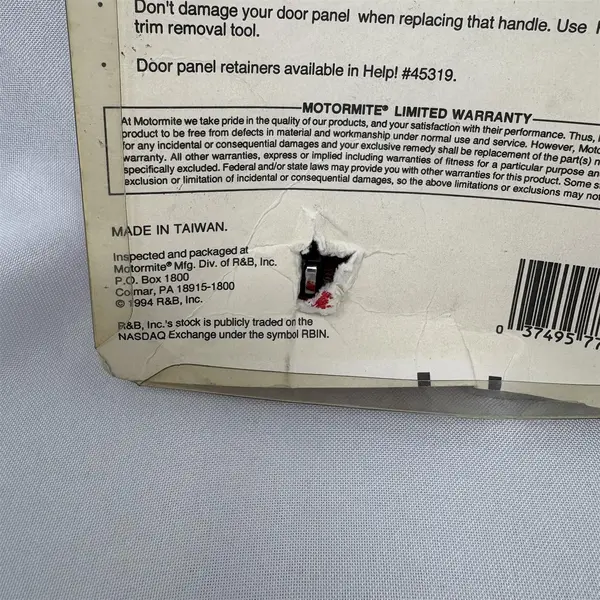 • Don't damage your door panel when replacing that handle. Use
trim removal tool.
• Door panel retainers available in Help! #45319.
MOTORMITE® LIMITED WARRANTY
At Motormite we take pride in the quality of our products, and your satisfaction with their performance. Thus,
product to be free from defects in material and workmanship under normal use and service. However,
for any incidental or consequential damages and your exclusive remedy shall be replacement of the part(s)
warranty. All other warranties, express or implied including warranties of fitness for a particular purpose
specifically excluded. Federal and/or state laws may provide you with other warranties for this product. Some
exclusion or limitation of incidental or consequential damages, so the above limitations or exclusions may not
MADE IN TAIWAN.
Inspected and packaged at
Motormite® Mfg. Div. of R&B, Inc.
P.O. Box 1800
Colmar, PA 18915-1800
© 1994 R&B, Inc.
R&B, Inc.'s stock is publicly traded on the
NASDAQ Exchange under the symbol RBIN.
0 37495 77